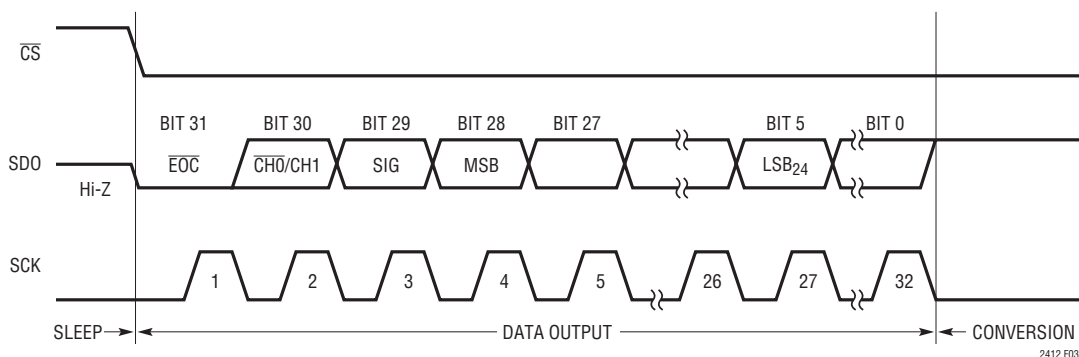 CS
BIT 31 BIT 30 BIT 29 BIT 28 BIT 27 BIT 5 BIT 0
SDO EOC CH0/CH1 SIG MSB LSB24
Hi-Z
SCK 1 2 3 4 5 26 27 32
SLEEP DATA OUTPUT CONVERSION
2412 F03